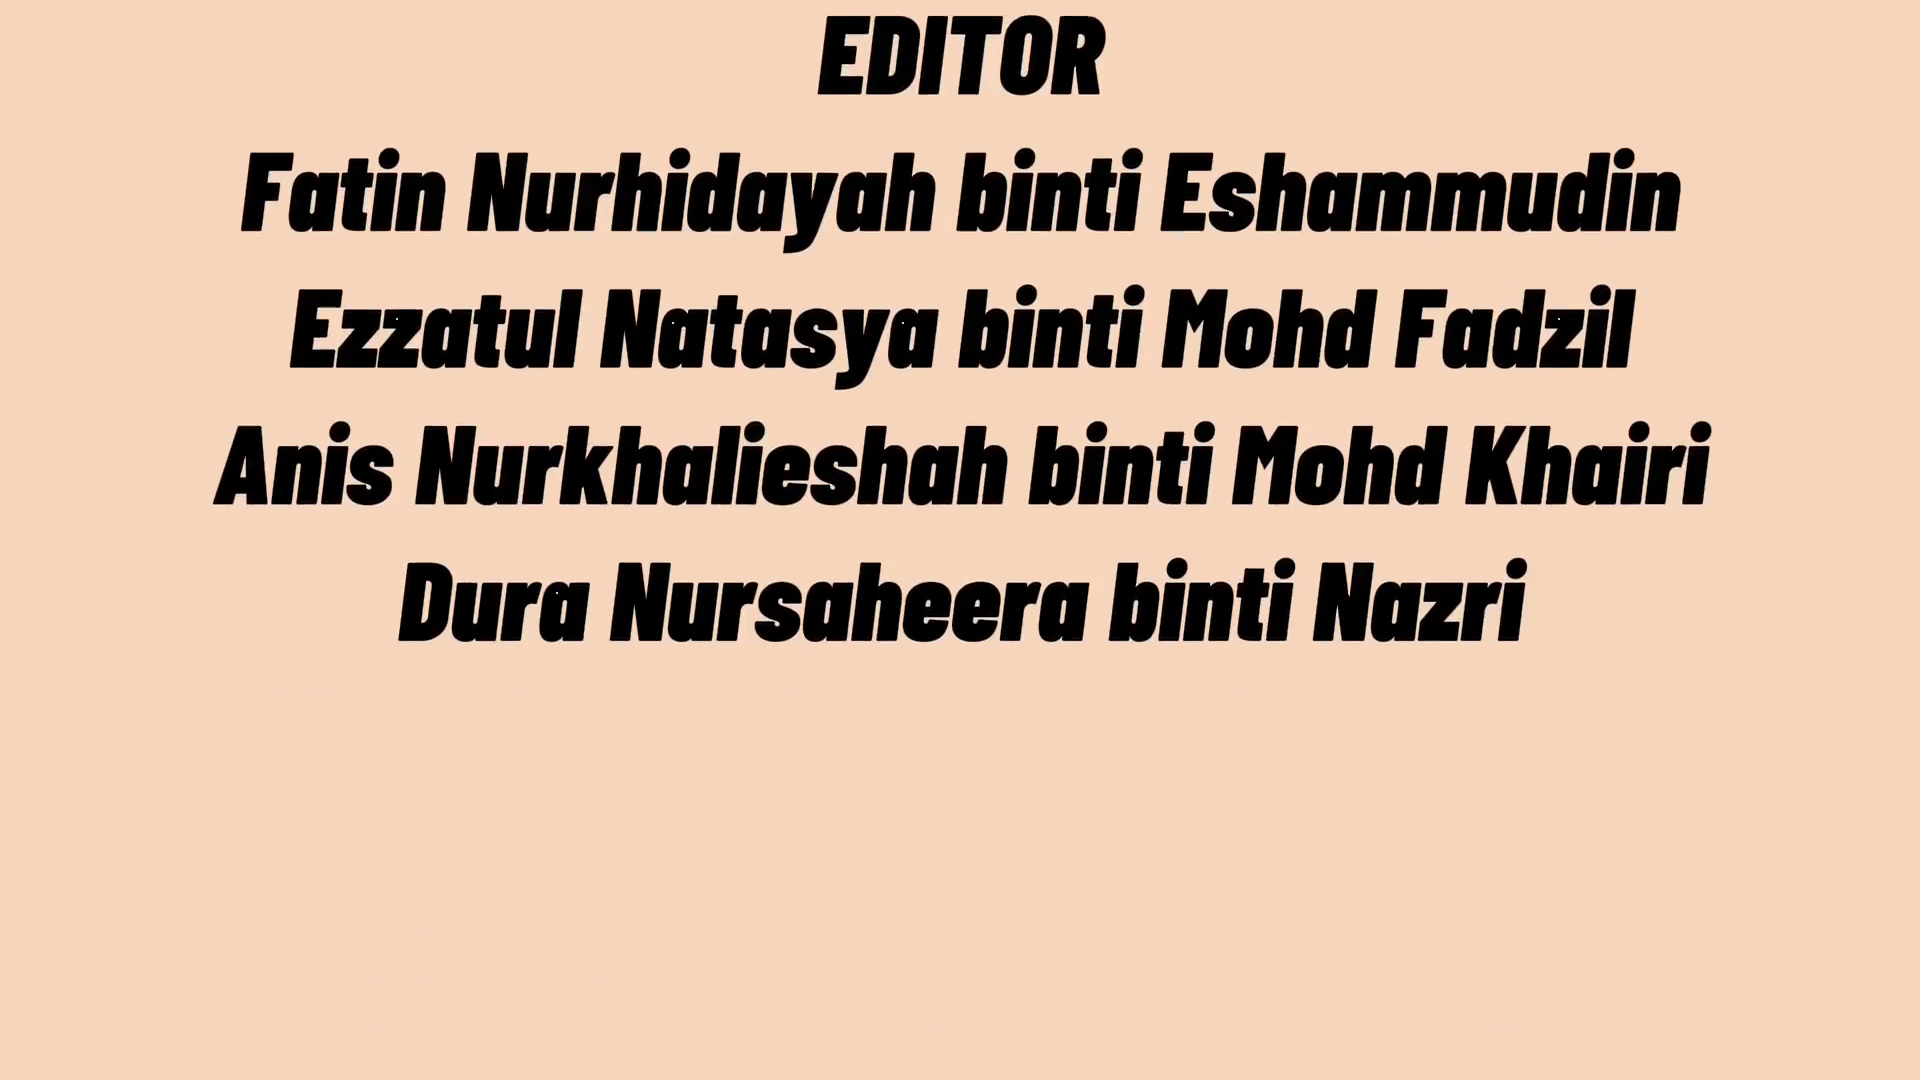 EDITOR
Fatin Nurhidayah binti Eshammudin
Ezzatul Natasya binti Mohd Fadzil
Anis Nurkhalieshah binti Mohd Khairi
Dura Nursaheera binti Nazri